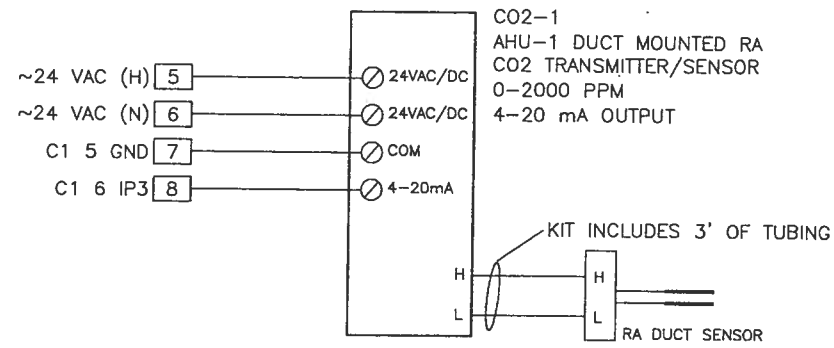 CO2-1
AHU-1 DUCT MOUNTED RA
CO2 TRANSMITTER/SENSOR
0-2000 PPM
4-20 mA OUTPUT
~24 VAC (H) 5 24VAC/DC
~24 VAC (N) 6 24VAC/DC
C1 5 GND 7 COM
C1 6 IP3 8 4-20mA
KIT INCLUDES 3' OF TUBING
H H
L L
RA DUCT SENSOR